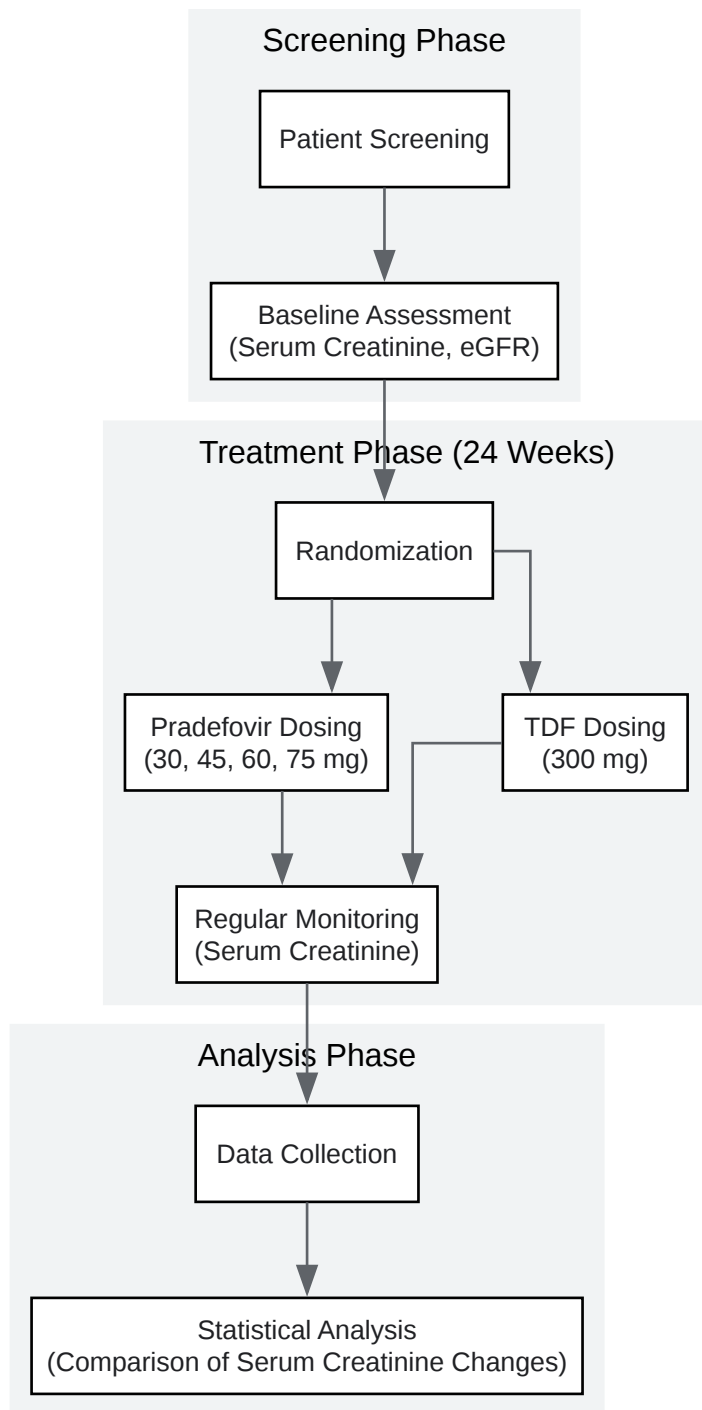 Screening Phase
Patient Screening
Baseline Assessment
(Serum Creatinine, eGFR)
Treatment Phase (24 Weeks)
Randomization
Pradefovir Dosing
(30, 45, 60, 75 mg)
TDF Dosing
(300 mg)
Regular Monitoring
(Serum Creatinine)
Analysis Phase
Data Collection
Statistical Analysis
(Comparison of Serum Creatinine Changes)